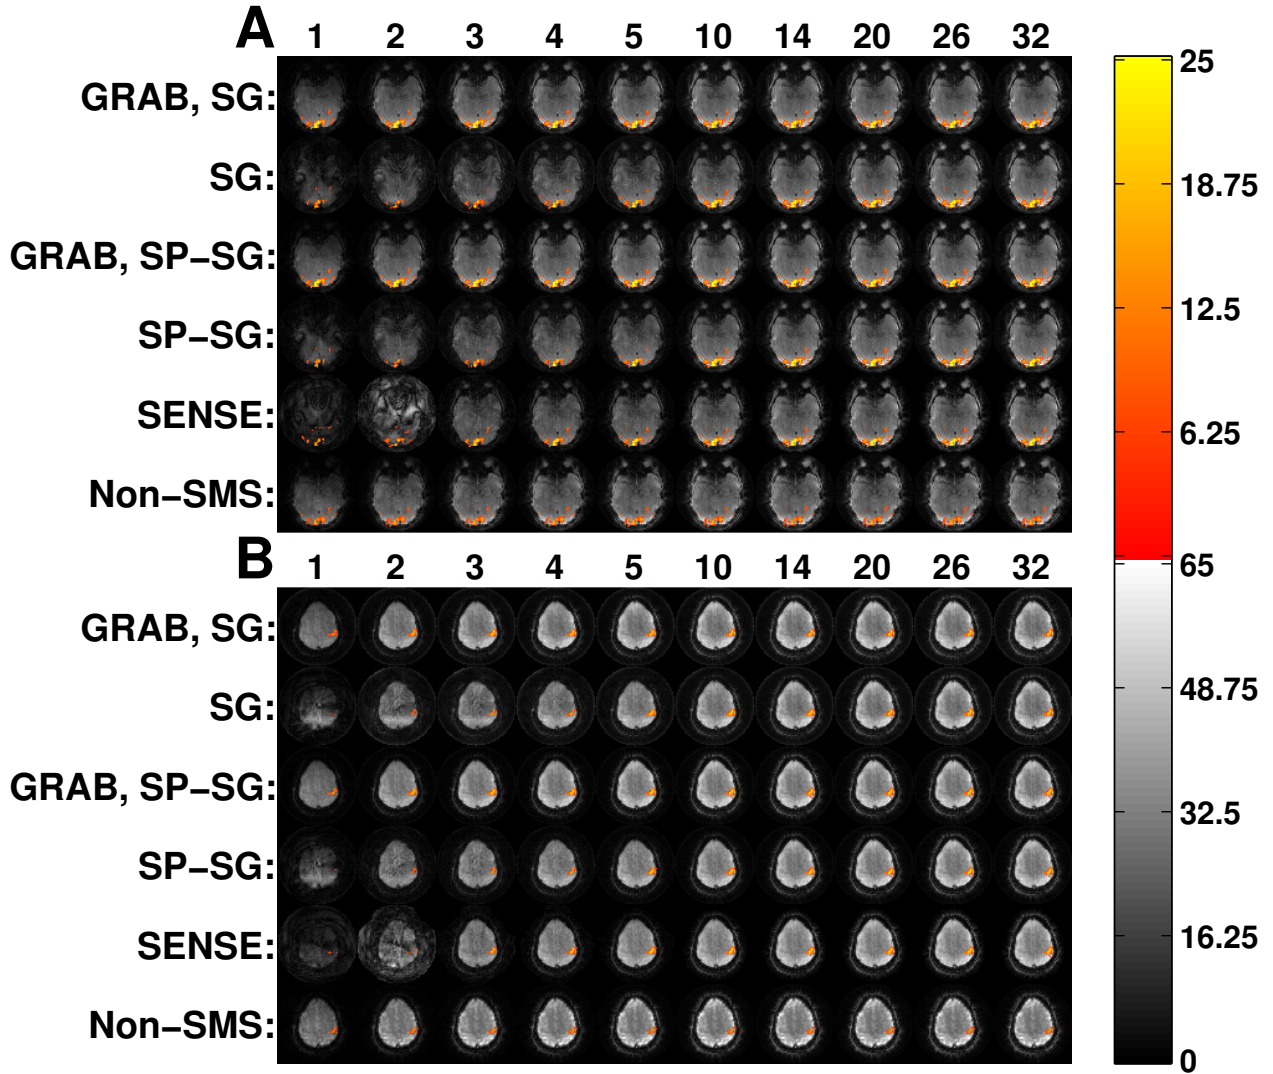 A 1 2 3 4 5 10 14 20 26 32
GRAB, SG:
SG:
GRAB, SP−SG:
SP−SG:
SENSE:
Non−SMS:
B 1 2 3 4 5 10 14 20 26 32
GRAB, SG:
SG:
GRAB, SP−SG:
SP−SG:
SENSE:
Non−SMS:
25
18.75
12.5
6.25
65
48.75
32.5
16.25
0